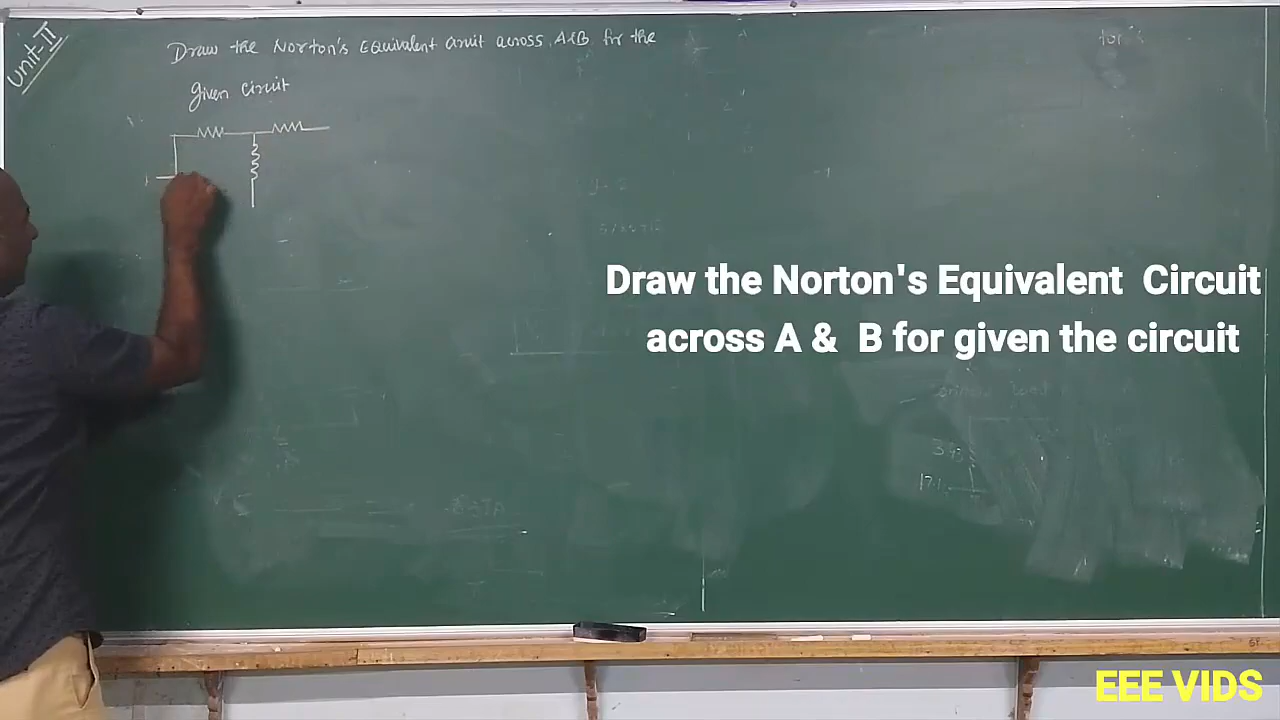 Unit-II
Draw the Norton's Equivalent circuit across A&B for the
given circuit
Draw the Norton's Equivalent Circuit
across A & B for given the circuit
EEE VIDS